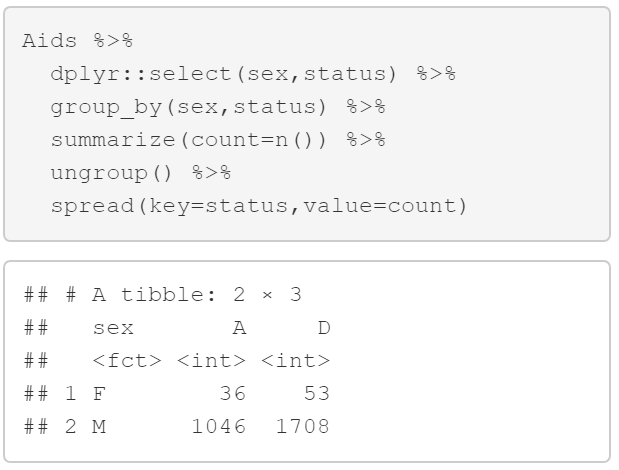 Aids %>%
  dplyr::select(sex,status) %>%
  group_by(sex,status) %>%
  summarize(count=n()) %>%
  ungroup() %>%
  spread(key=status,value=count)
## # A tibble: 2 × 3
##   sex       A     D
##   <fct> <int> <int>
## 1 F        36    53
## 2 M      1046  1708